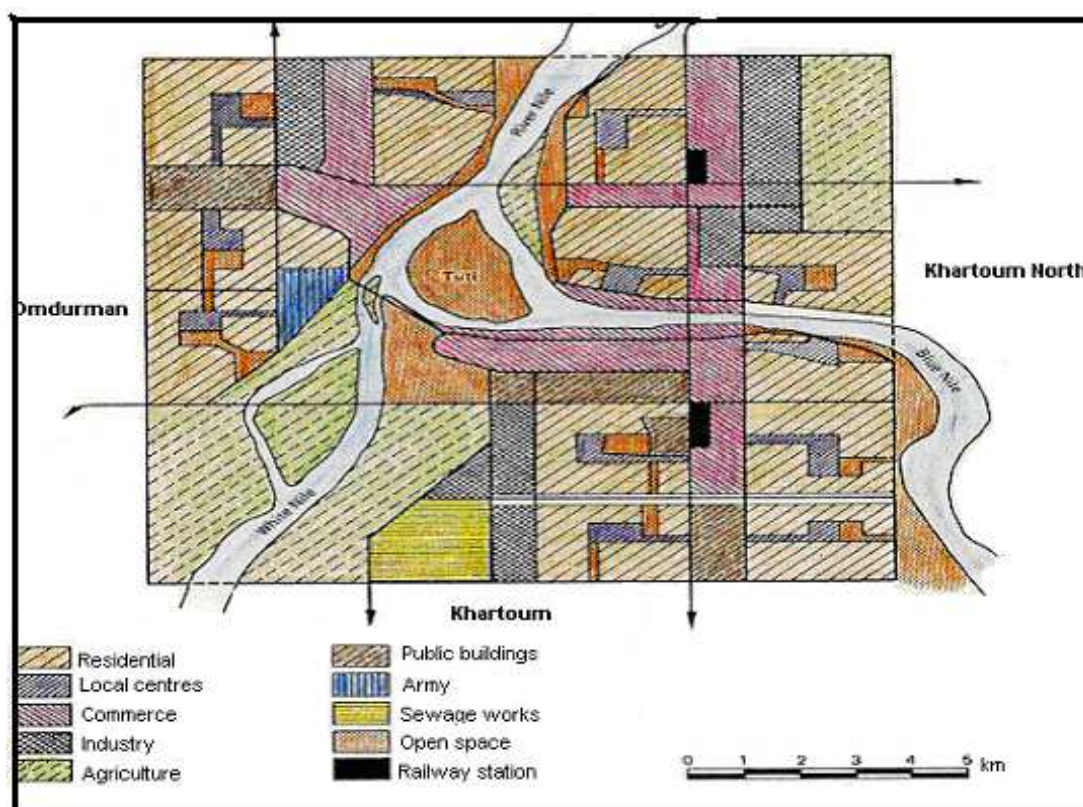 River Nile
Tuti
Khartoum North
Omdurman
Blue Nile
White Nile
Khartoum
Residential
Local centres
Commerce
Industry
Agriculture
Public buildings
Army
Sewage works
Open space
Railway station
0 1 2 3 4 5 km